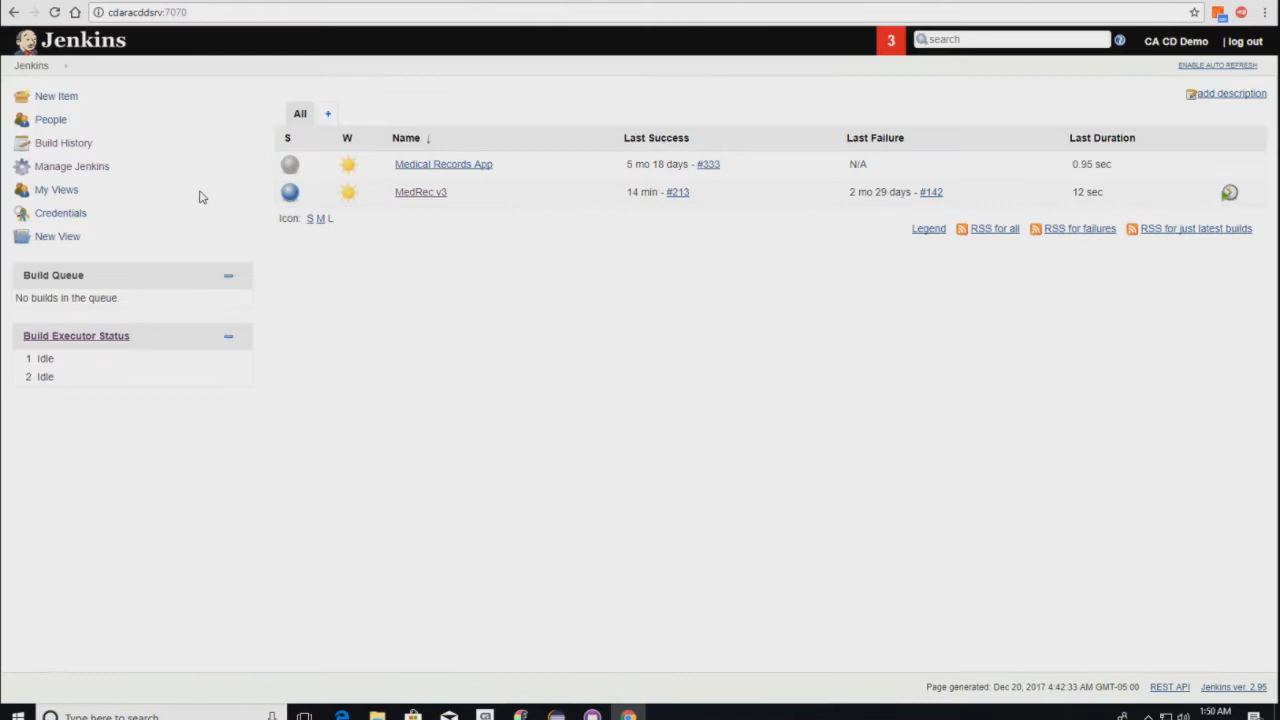 cdaracddsrv:7070
Jenkins
3
search
CA CD Demo
| log out
Jenkins
ENABLE AUTO REFRESH
New Item
People
Build History
Manage Jenkins
My Views
Credentials
New View
add description
All +
S W Name ↓ Last Success Last Failure Last Duration
Medical Records App 5 mo 18 days - #333 N/A 0.95 sec
MedRec v3 14 min - #213 2 mo 29 days - #142 12 sec
Icon: S M L
Legend RSS for all RSS for failures RSS for just latest builds
Build Queue
No builds in the queue.
Build Executor Status
1 Idle
2 Idle
Page generated: Dec 20, 2017 4:42:33 AM GMT-05:00 REST API Jenkins ver. 2.95
Type here to search
1:50 AM